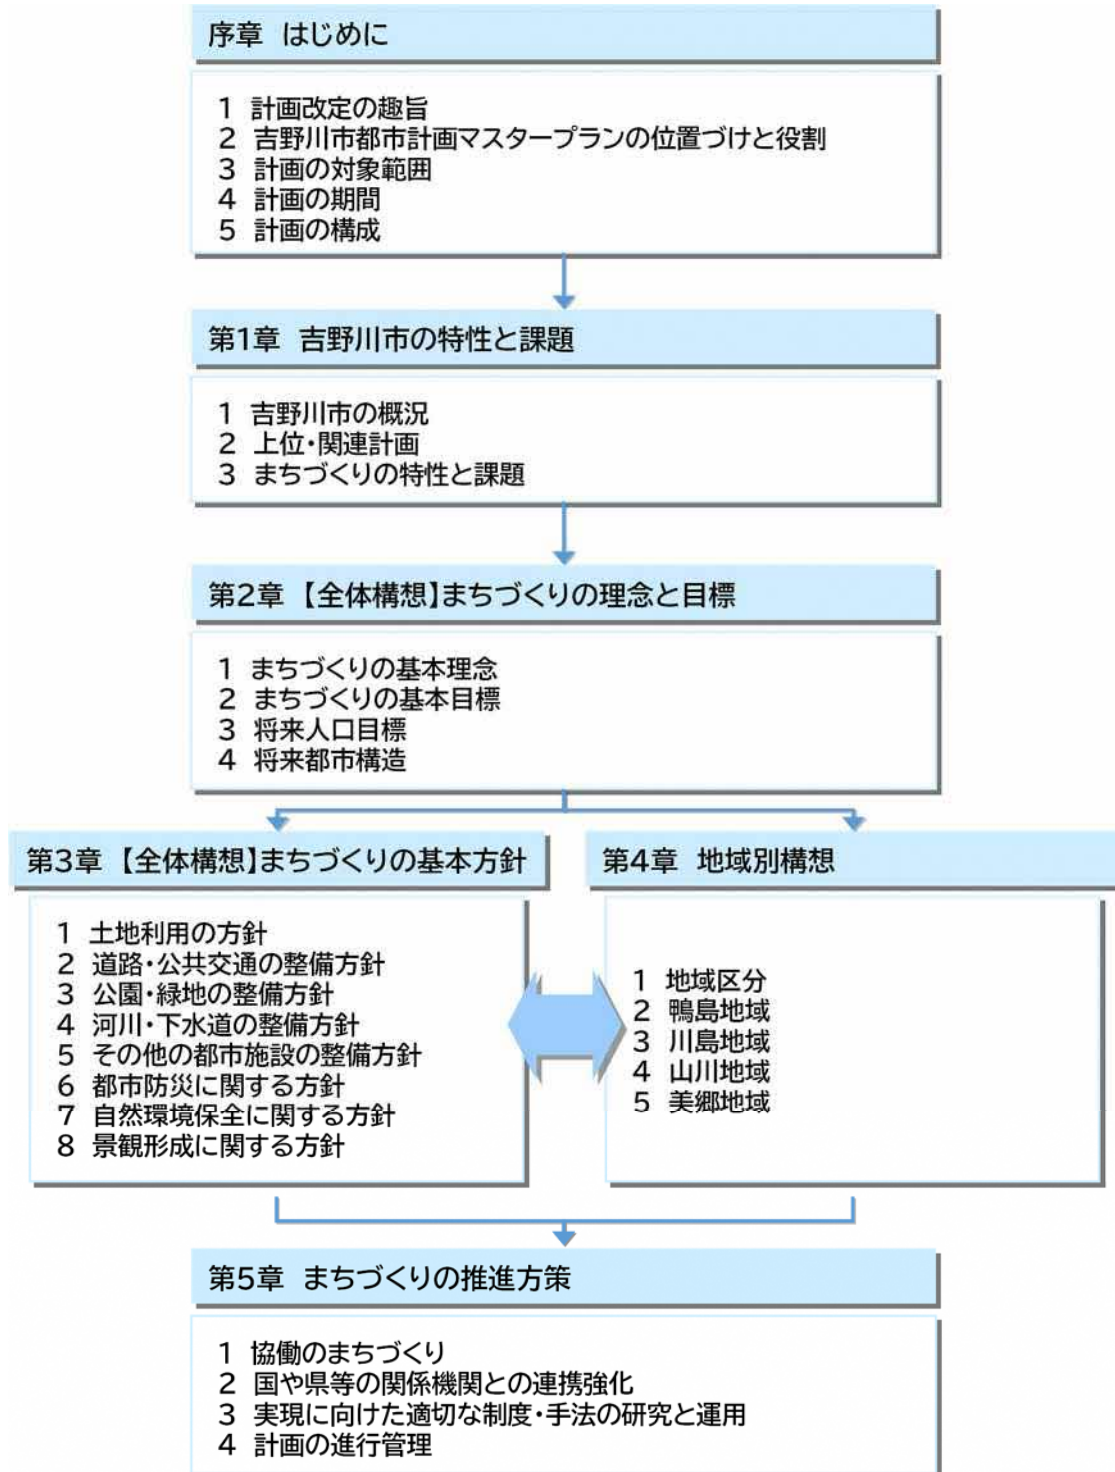 序章 はじめに
1 計画改定の趣旨
2 吉野川市都市計画マスタープランの位置づけと役割
3 計画の対象範囲
4 計画の期間
5 計画の構成
第1章 吉野川市の特性と課題
1 吉野川市の概況
2 上位・関連計画
3 まちづくりの特性と課題
第2章 【全体構想】まちづくりの理念と目標
1 まちづくりの基本理念
2 まちづくりの基本目標
3 将来人口目標
4 将来都市構造
第3章 【全体構想】まちづくりの基本方針
1 土地利用の方針
2 道路・公共交通の整備方針
3 公園・緑地の整備方針
4 河川・下水道の整備方針
5 その他の都市施設の整備方針
6 都市防災に関する方針
7 自然環境保全に関する方針
8 景観形成に関する方針
第4章 地域別構想
1 地域区分
2 鴨島地域
3 川島地域
4 山川地域
5 美郷地域
第5章 まちづくりの推進方策
1 協働のまちづくり
2 国や県等の関係機関との連携強化
3 実現に向けた適切な制度・手法の研究と運用
4 計画の進行管理